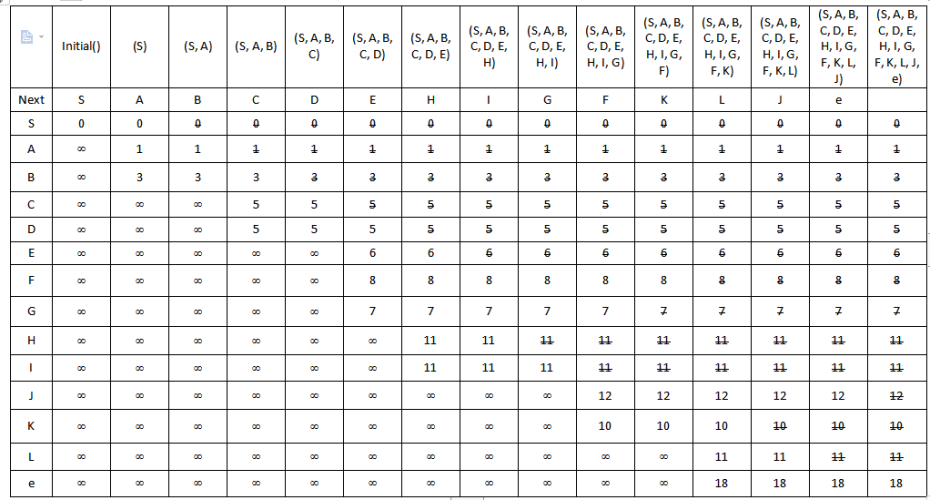 Initial() (S) (S, A) (S, A, B) (S, A, B, C) (S, A, B, C, D) (S, A, B, C, D, E) (S, A, B, C, D, E, H) (S, A, B, C, D, E, H, I) (S, A, B, C, D, E, H, I, G) (S, A, B, C, D, E, H, I, G, F) (S, A, B, C, D, E, H, I, G, F, K) (S, A, B, C, D, E, H, I, G, F, K, L) (S, A, B, C, D, E, H, I, G, F, K, L, J) (S, A, B, C, D, E, H, I, G, F, K, L, J, e)
Next S A B C D E H I G F K L J e
S 0 0 0 0 0 0 0 0 0 0 0 0 0 0 0
A ∞ 1 1 1 1 1 1 1 1 1 1 1 1 1 1
B ∞ 3 3 3 3 3 3 3 3 3 3 3 3 3 3
C ∞ ∞ ∞ 5 5 5 5 5 5 5 5 5 5 5 5
D ∞ ∞ ∞ 5 5 5 5 5 5 5 5 5 5 5 5
E ∞ ∞ ∞ ∞ ∞ 6 6 6 6 6 6 6 6 6 6
F ∞ ∞ ∞ ∞ ∞ 8 8 8 8 8 8 8 8 8 8
G ∞ ∞ ∞ ∞ ∞ 7 7 7 7 7 7 7 7 7 7
H ∞ ∞ ∞ ∞ ∞ ∞ 11 11 11 11 11 11 11 11 11
I ∞ ∞ ∞ ∞ ∞ ∞ 11 11 11 11 11 11 11 11 11
J ∞ ∞ ∞ ∞ ∞ ∞ ∞ ∞ ∞ 12 12 12 12 12 12
K ∞ ∞ ∞ ∞ ∞ ∞ ∞ ∞ ∞ 10 10 10 10 10 10
L ∞ ∞ ∞ ∞ ∞ ∞ ∞ ∞ ∞ ∞ ∞ 11 11 11 11
e ∞ ∞ ∞ ∞ ∞ ∞ ∞ ∞ ∞ ∞ ∞ 18 18 18 18